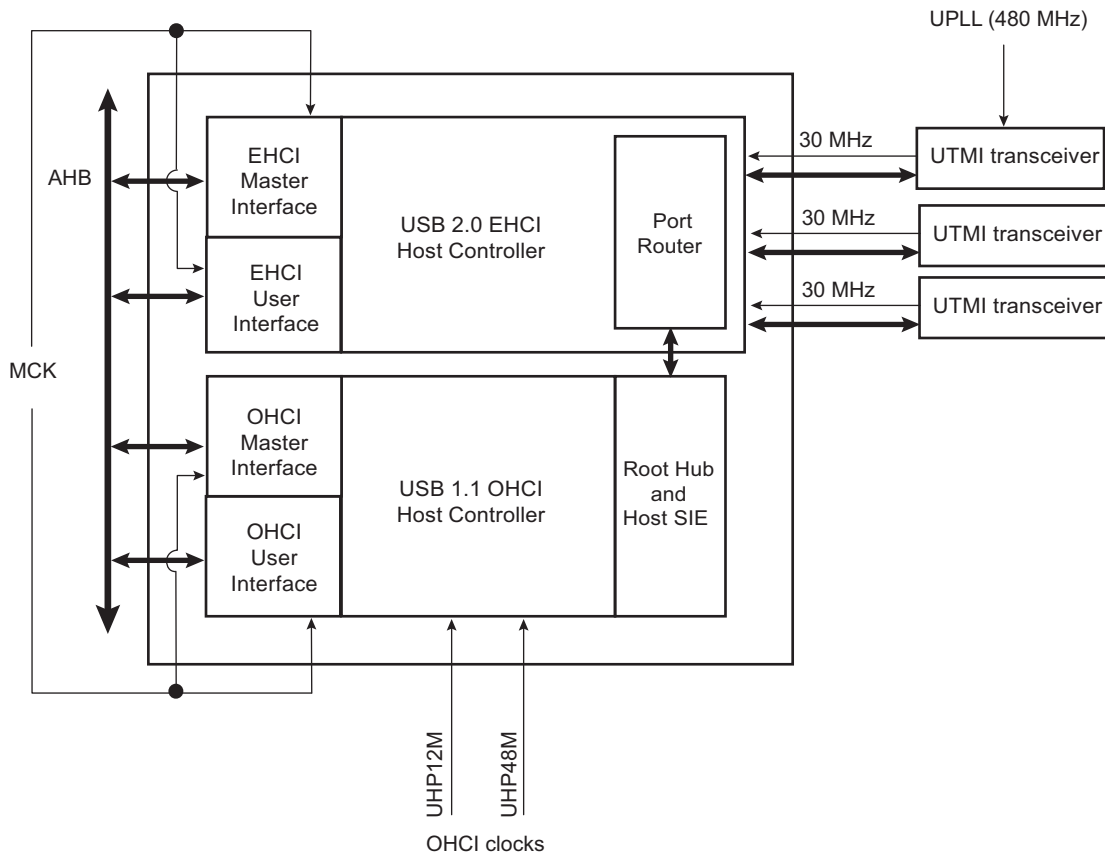 UPLL (480 MHz)
AHB
EHCI
Master
Interface
EHCI
User
Interface
USB 2.0 EHCI
Host Controller
Port
Router
30 MHz
UTMI transceiver
30 MHz
UTMI transceiver
30 MHz
UTMI transceiver
MCK
OHCI
Master
Interface
OHCI
User
Interface
USB 1.1 OHCI
Host Controller
Root Hub
and
Host SIE
UHP12M
UHP48M
OHCI clocks